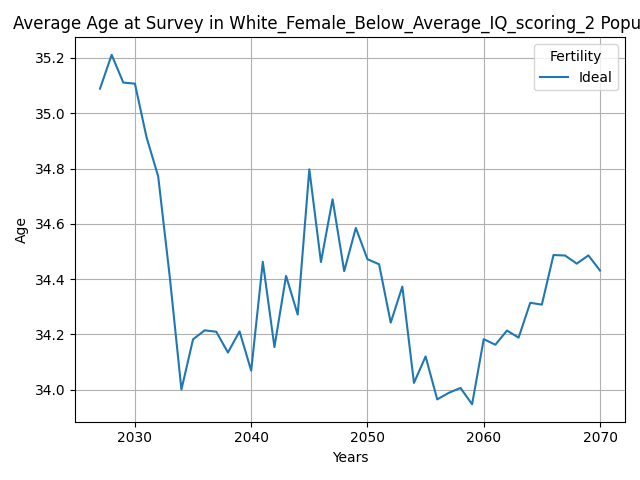 Average Age at Survey in White_Female_Below_Average_IQ_scoring_2 Popu
Fertility
Ideal
35.2
35.0
34.8
34.6
34.4
34.2
34.0
Age
2030 2040 2050 2060 2070
Years